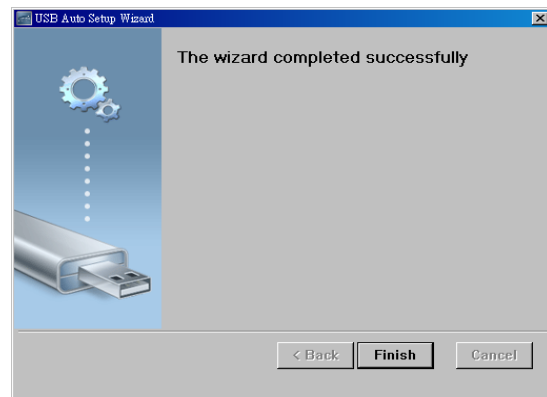 USB Auto Setup Wizard
The wizard completed successfully
< Back Finish Cancel